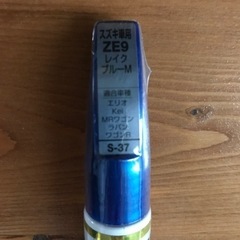 スズキ車用
ZE9
レイク
ブルーM
適合車種
エリオ
Kei
MRワゴン
ラパン
ワゴンR
S-37